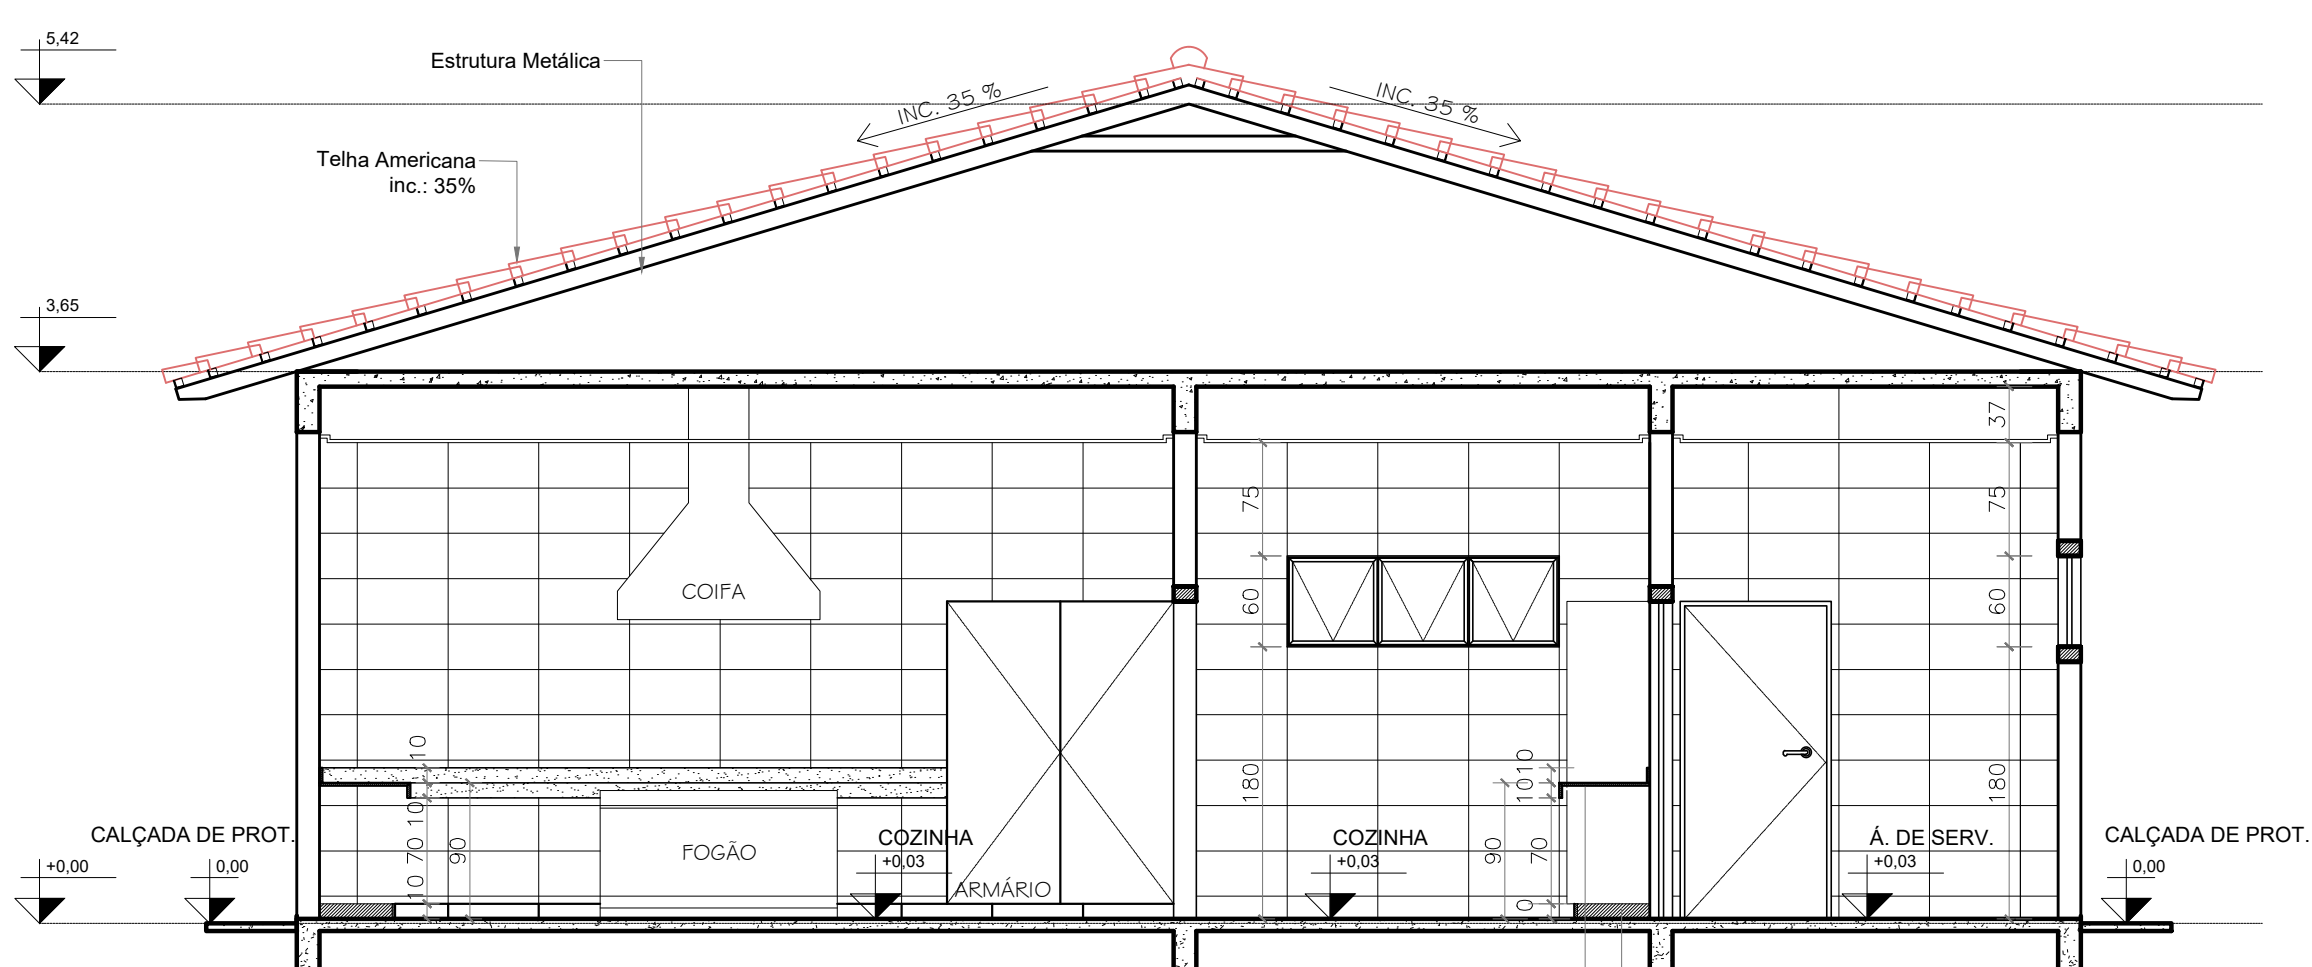 5,42
Estrutura Metálica
INC. 35 %
INC. 35 %
Telha Americana
inc.: 35%
3,65
37
75
75
COIFA
60
60
10
180
10
10
180
CALÇADA DE PROT.
10
70
90
FOGÃO
COZINHA
COZINHA
90
70
Á. DE SERV.
CALÇADA DE PROT.
+0,00
0,00
+0,03
+0,03
+0,03
0,00
10
ARMÁRIO
0